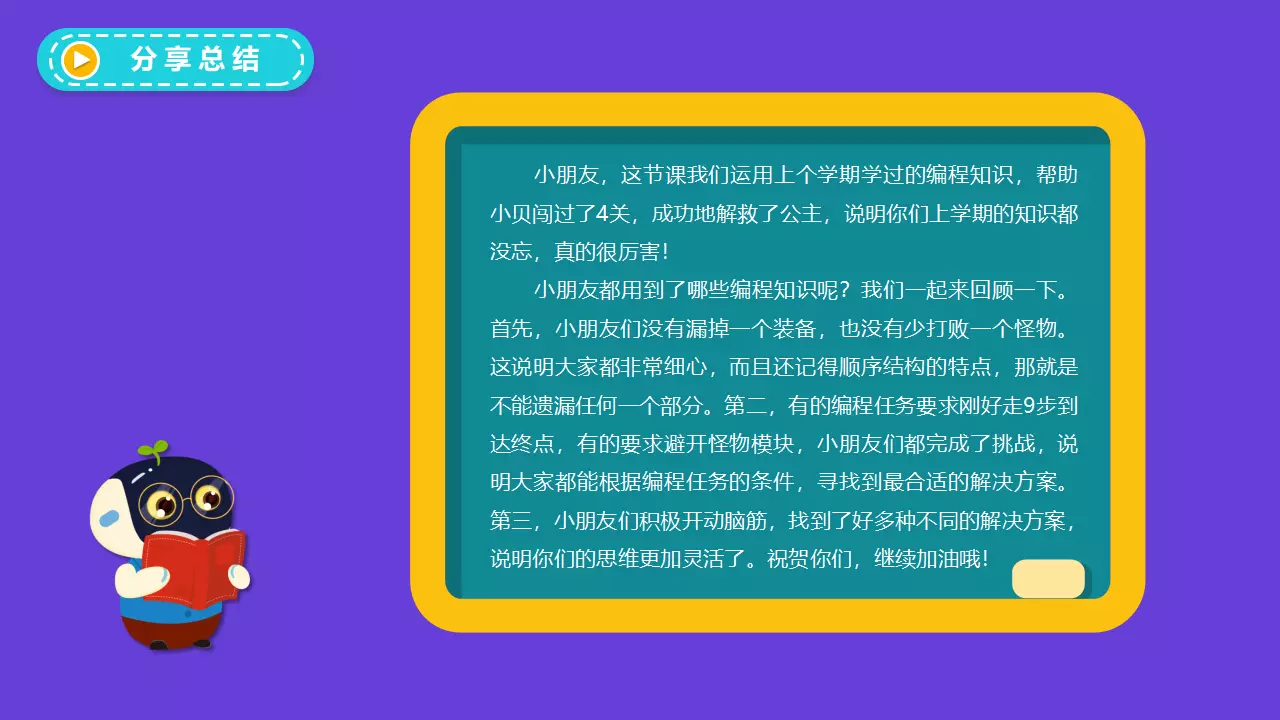 分享总结
小朋友，这节课我们运用上个学期学过的编程知识，帮助
小贝闯过了4关，成功地解救了公主，说明你们上学期的知识都
没忘，真的很厉害！
小朋友都用到了哪些编程知识呢？我们一起来回顾一下。
首先，小朋友们没有漏掉一个装备，也没有少打败一个怪物。
这说明大家都非常细心，而且还记得顺序结构的特点，那就是
不能遗漏任何一个部分。第二，有的编程任务要求刚好走9步到
达终点，有的要求避开怪物模块，小朋友们都完成了挑战，说
明大家都能根据编程任务的条件，寻找到最合适的解决方案。
第三，小朋友们积极开动脑筋，找到了好多种不同的解决方案，
说明你们的思维更加灵活了。祝贺你们，继续加油哦！